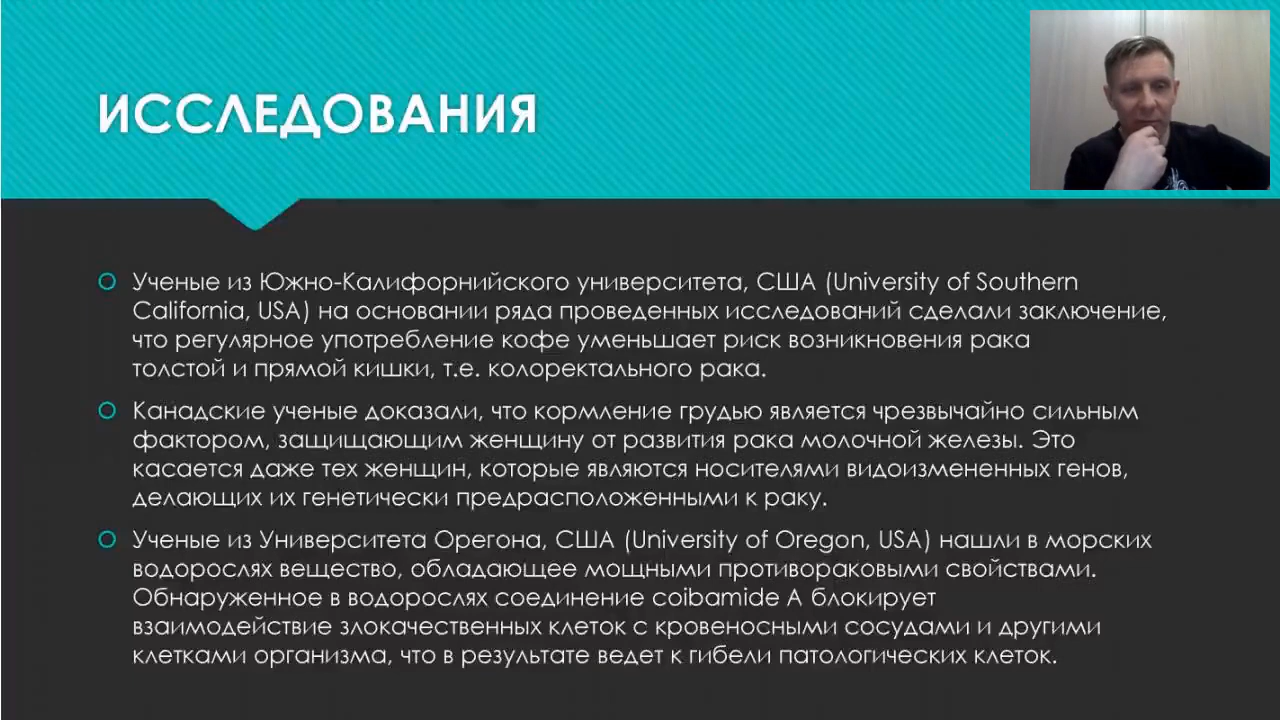 ИССЛЕДОВАНИЯ
Ученые из Южно-Калифорнийского университета, США (University of Southern
California, USA) на основании ряда проведенных исследований сделали заключение,
что регулярное употребление кофе уменьшает риск возникновения рака
толстой и прямой кишки, т.е. колоректального рака.
Канадские ученые доказали, что кормление грудью является чрезвычайно сильным
фактором, защищающим женщину от развития рака молочной железы. Это
касается даже тех женщин, которые являются носителями видоизмененных генов,
делающих их генетически предрасположенными к раку.
Ученые из Университета Орегона, США (University of Oregon, USA) нашли в морских
водорослях вещество, обладающее мощными противораковыми свойствами.
Обнаруженное в водорослях соединение coibamide A блокирует
взаимодействие злокачественных клеток с кровеносными сосудами и другими
клетками организма, что в результате ведет к гибели патологических клеток.